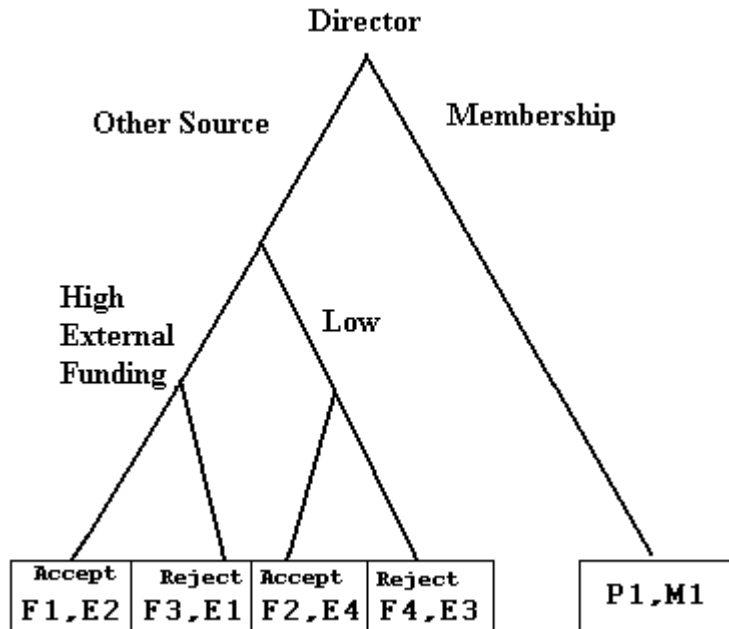 Director
Other Source
Membership
High
External
Funding
Low
Accept
F1,E2
Reject
F3,E1
Accept
F2,E4
Reject
F4,E3
P1,M1